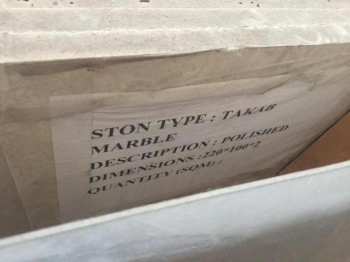 STON TYPE : TAKAB
MARBLE
DESCRIPTION : POLISHED
DIMENSIONS :220*100*2
QUANTITY (SQM) :